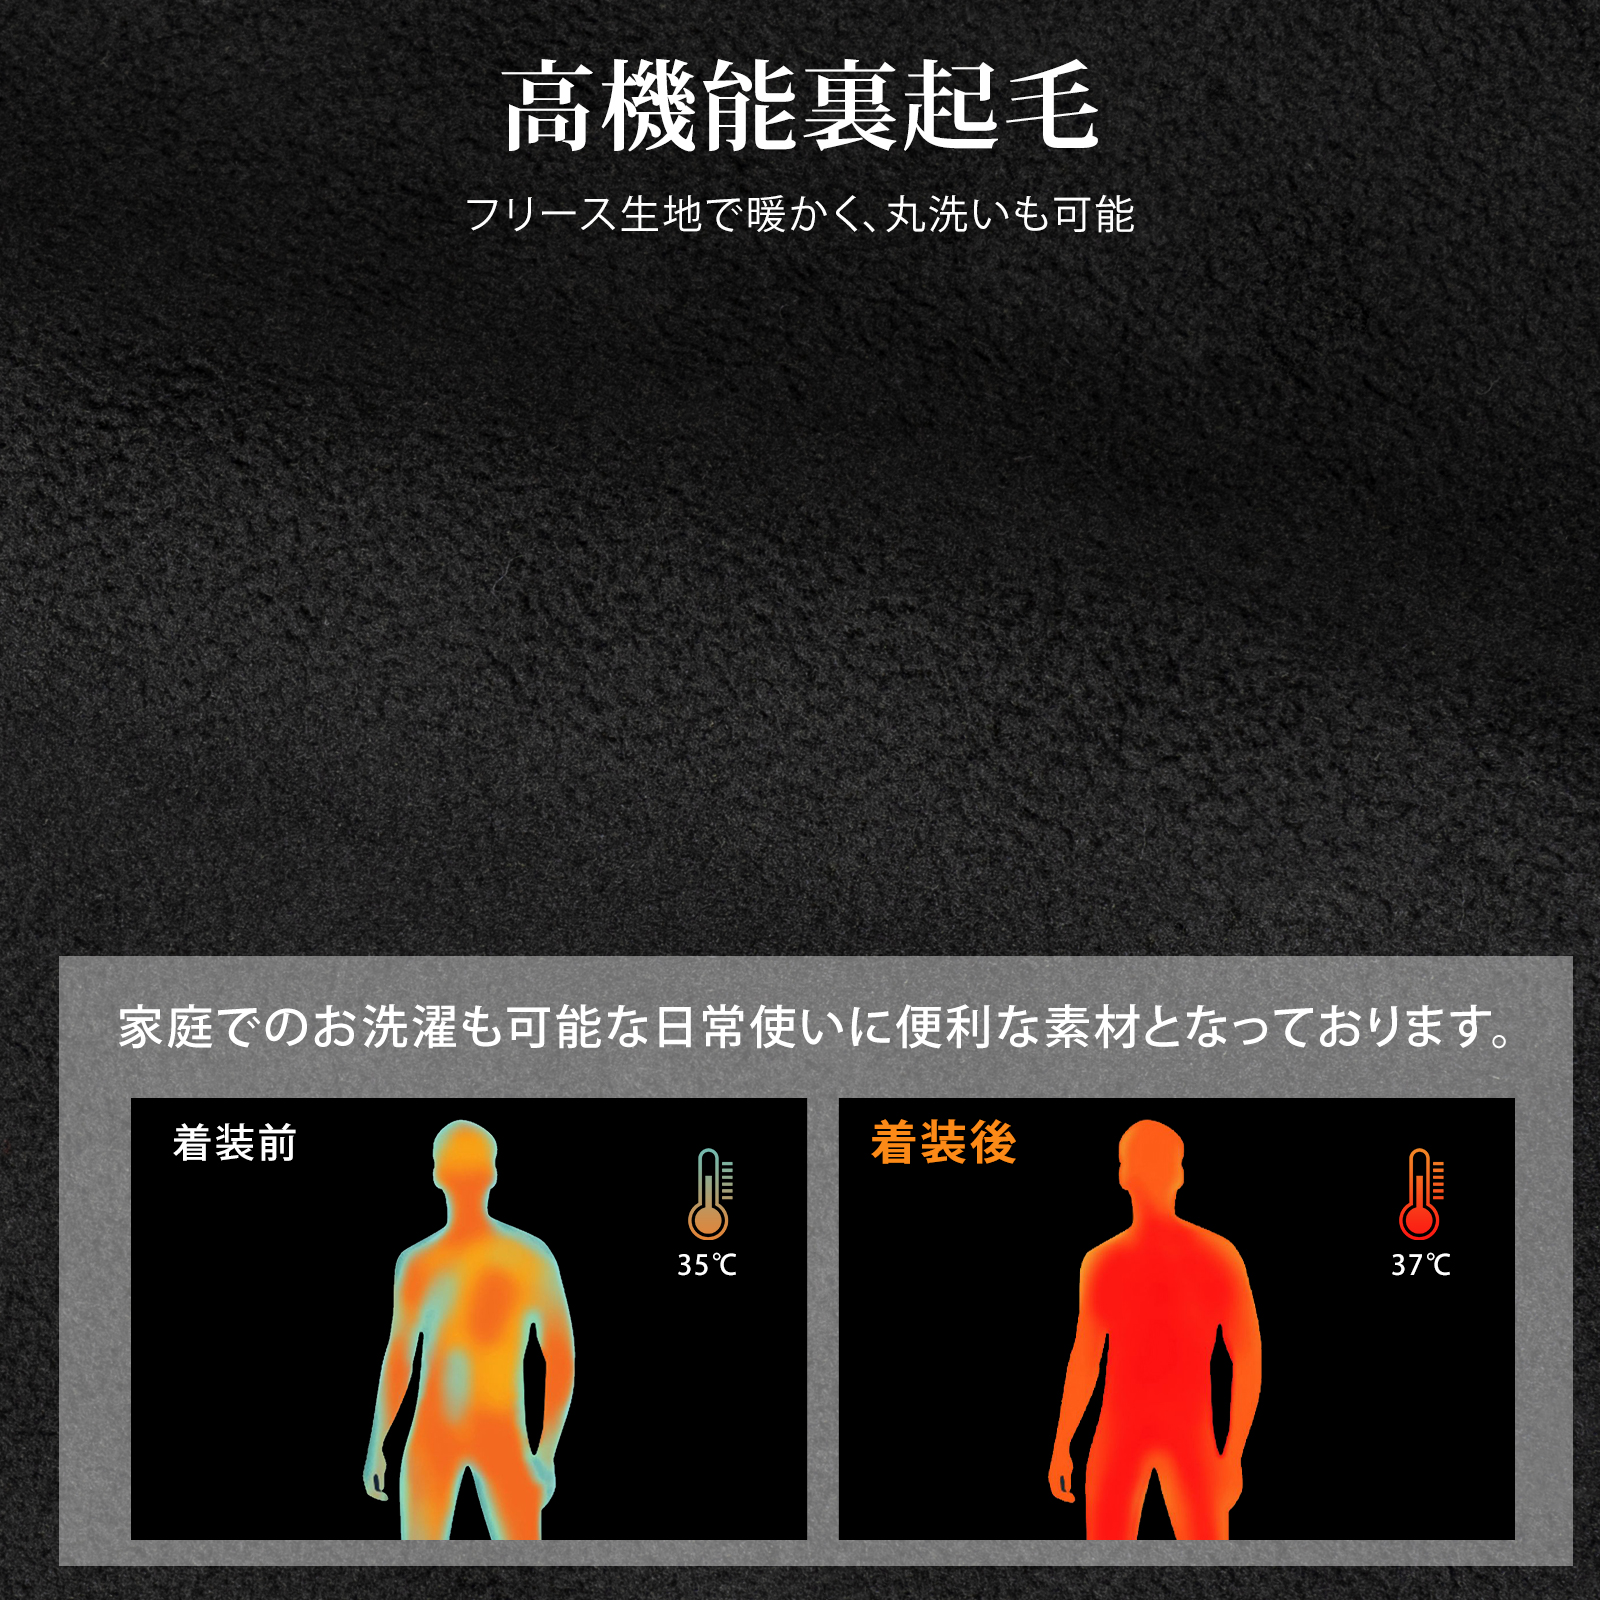 高機能裏起毛
フリース生地で暖かく、丸洗いも可能
家庭でのお洗濯も可能な日常使いに便利な素材となっております。
着装前
35℃
着装後
37℃